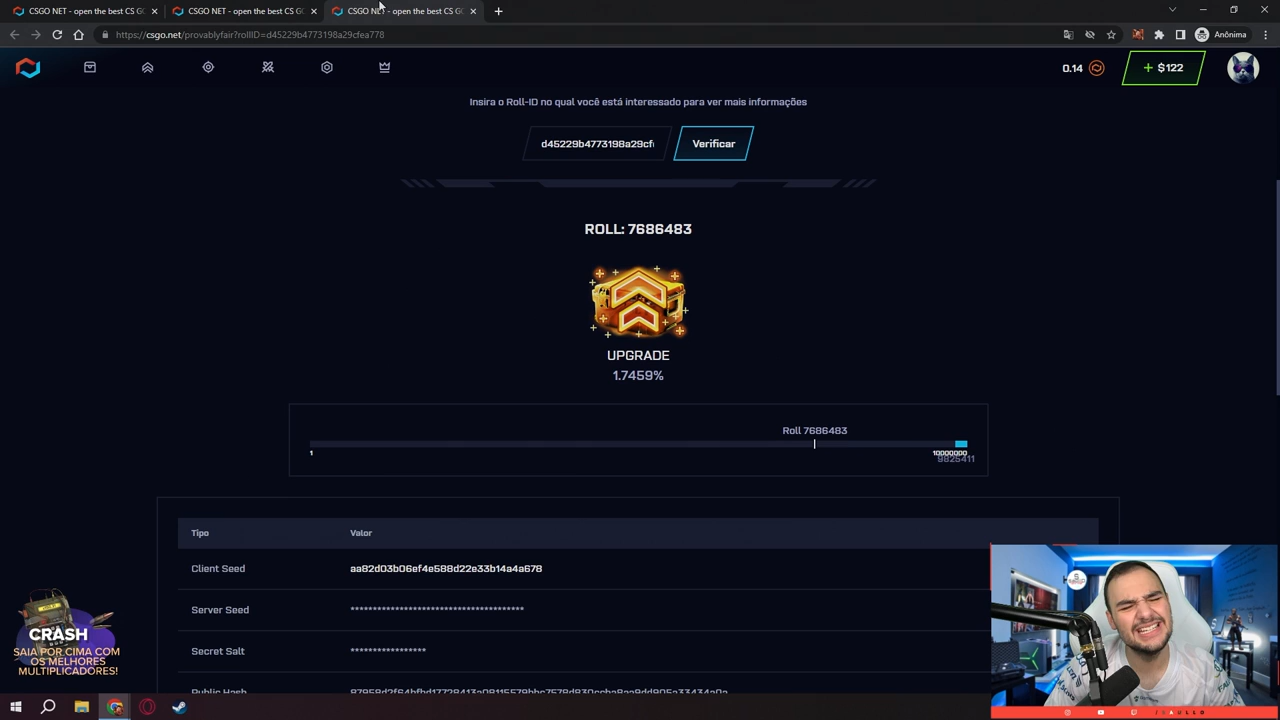 CSGO NET - open the best CS G
CSGO NET - open the best CS G
CSGO NET - open the best CS G
https://csgo.net/provablyfair?rollID=d45229b4773198a29cfea778
Anônima
0.14
+ $122
Insira o Roll-ID no qual você está interessado para ver mais informações
d45229b4773198a29cf
Verificar
ROLL: 7686483
UPGRADE
1.7459%
Roll 7686483
1
10000000
9825411
Tipo
Valor
Client Seed
aa82d03b06ef4e588d22e33b14a4a678
Server Seed
***************************************
Secret Salt
*****************
Public Hash
CRASH
SAIA POR CIMA COM
OS MELHORES
MULTIPLICADORES!